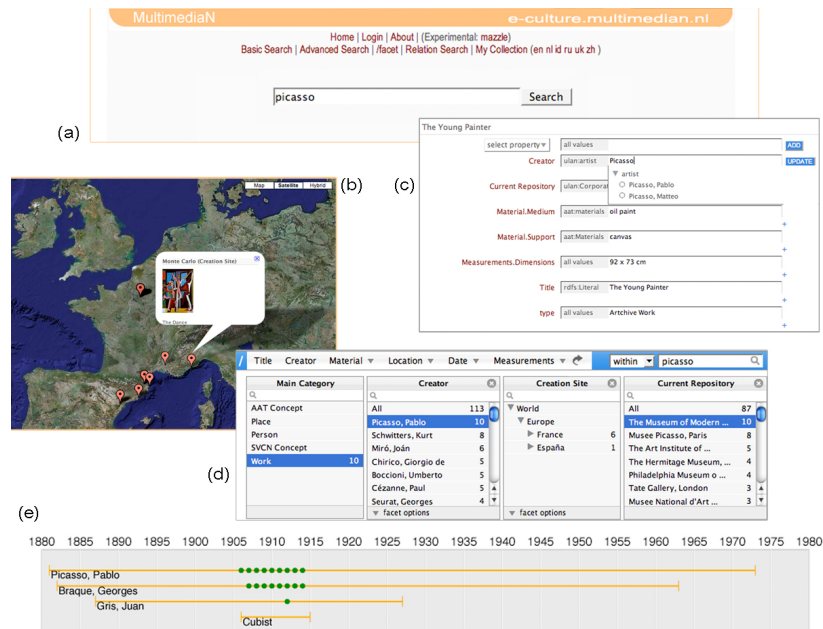 MultimediaN
e-culture.multimedian.nl
Home | Login | About | (Experimental: mazzle)
Basic Search | Advanced Search | /facet | Relation Search | My Collection (en nl id ru uk zh )
picasso
Search
(a)
(b)
Map Satellite Hybrid
Monte Carlo (Creation Site)
The Dance
(c)
The Young Painter
select property all values ADD
Creator ulan:artist Picasso UPDATE
artist
Picasso, Pablo
Picasso, Matteo
Current Repository ulan:Corporat
Material.Medium aat:materials oil paint
+
Material.Support aat:Materials canvas
+
Measurements.Dimensions all values 92 x 73 cm
+
Title rdfs:Literal The Young Painter
+
type all values Artchive Work
+
(d)
/ Title Creator Material Location Date Measurements within picasso
Main Category
AAT Concept
Place
Person
SVCN Concept
Work 10
Creator
All 113
Picasso, Pablo 10
Schwitters, Kurt 8
Miró, Joán 6
Chirico, Giorgio de 5
Boccioni, Umberto 5
Cézanne, Paul 5
Seurat, Georges 4
facet options
Creation Site
World
Europe
France 6
España 1
facet options
Current Repository
All 87
The Museum of Modern ... 10
Musee Picasso, Paris 8
The Art Institute of ... 5
The Hermitage Museum, ... 4
Philadelphia Museum o ... 4
Tate Gallery, London 3
Musee National d'Art ... 3
(e)
1880 1885 1890 1895 1900 1905 1910 1915 1920 1925 1930 1935 1940 1945 1950 1955 1960 1965 1970 1975 1980
Picasso, Pablo
Braque, Georges
Gris, Juan
Cubist